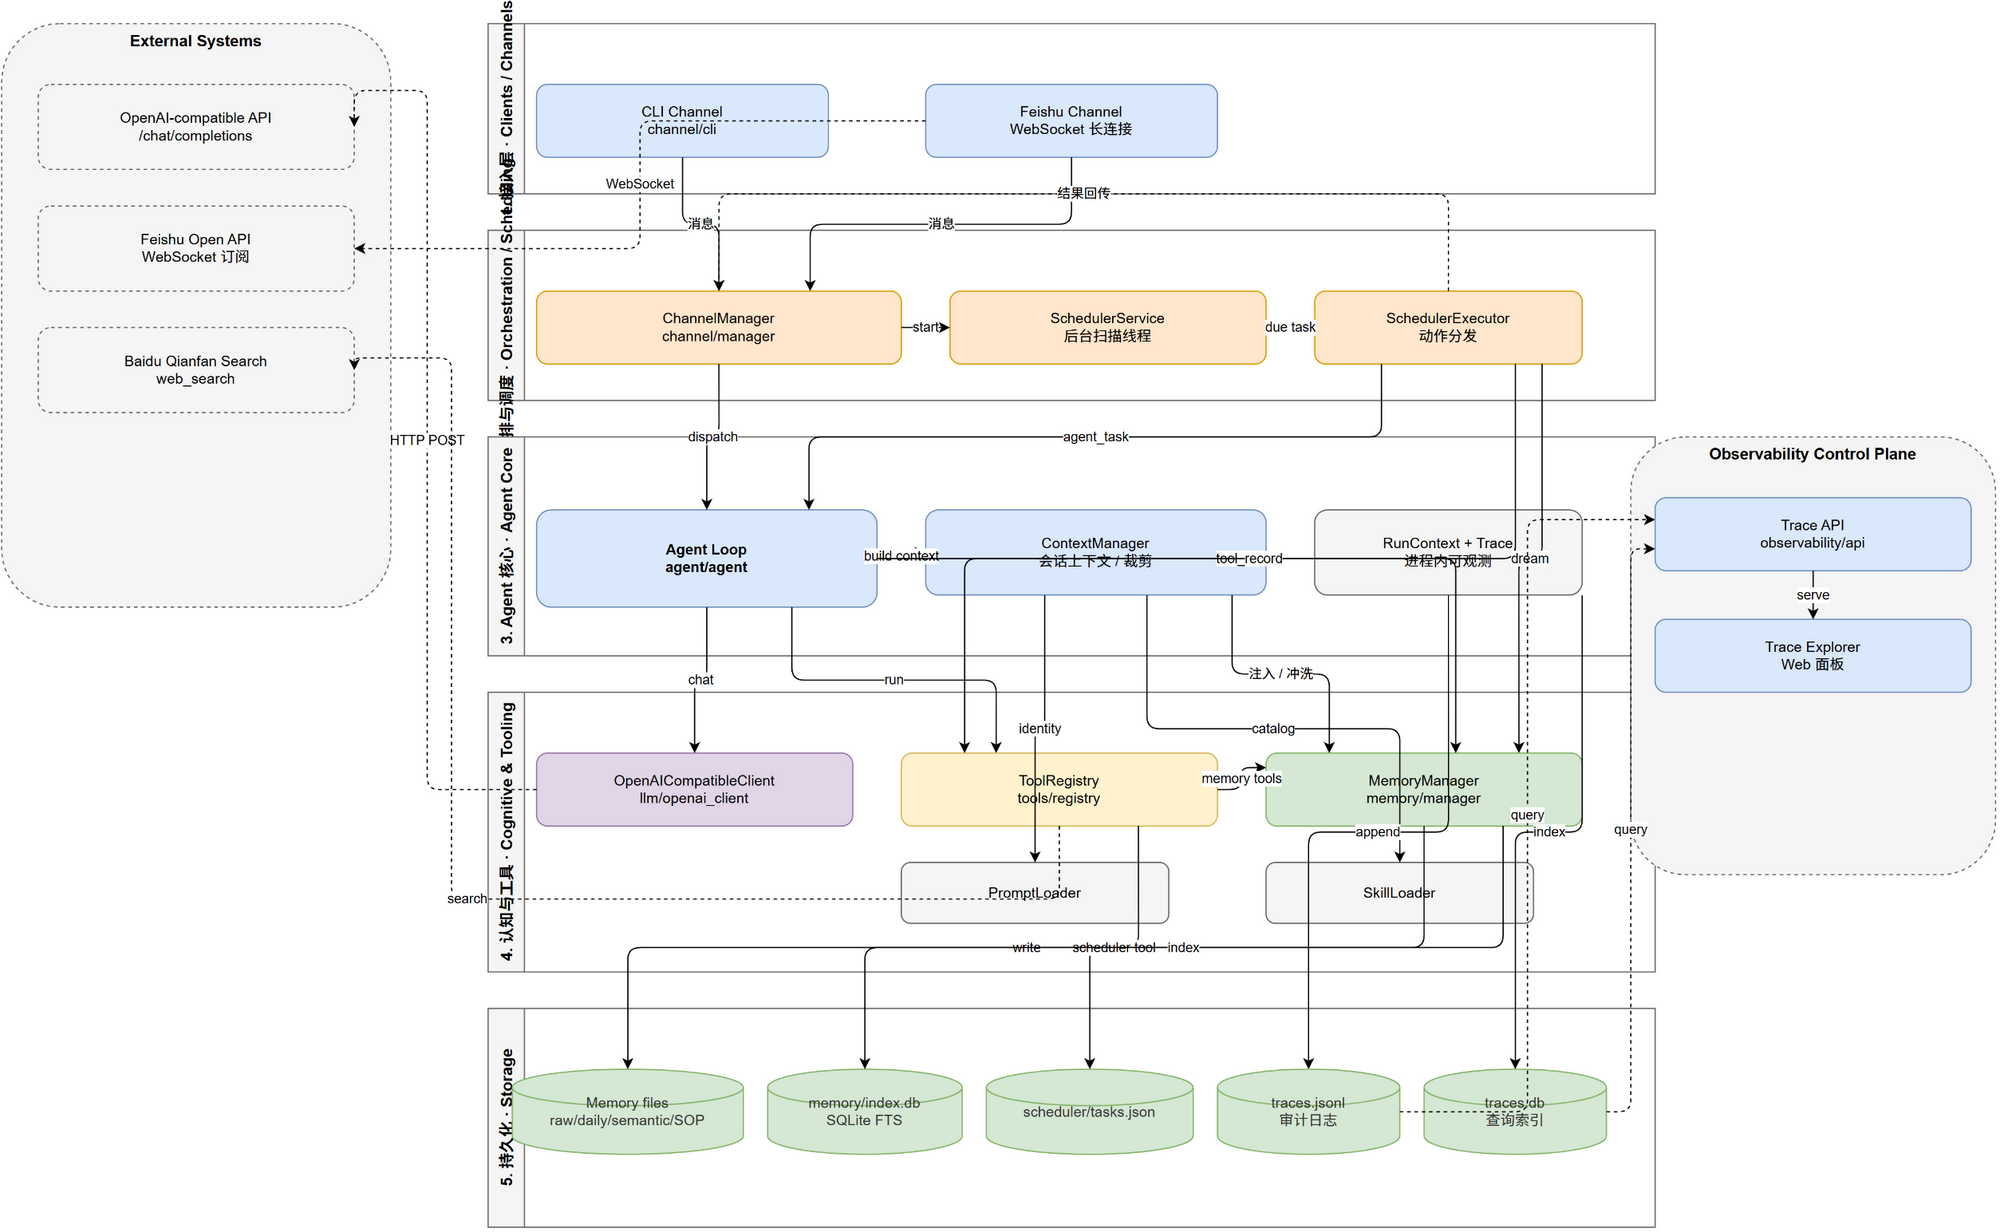 External Systems
OpenAI-compatible API
/chat/completions
Feishu Open API
WebSocket 订阅
Baidu Qianfan Search
web_search
HTTP POST
search
入层 · Clients / Channels
CLI Channel
channel/cli
Feishu Channel
WebSocket 长连接
WebSocket
消息
消息
结果回传
排与调度 · Orchestration / Scheduling
ChannelManager
channel/manager
start
SchedulerService
后台扫描线程
due task
SchedulerExecutor
动作分发
dispatch
agent_task
3. Agent 核心 · Agent Core
Agent Loop
agent/agent
build context
ContextManager
会话上下文 / 裁剪
tool_record
RunContext + Trace
进程内可观测
dream
chat
run
identity
注入 / 冲洗
catalog
4. 认知与工具 · Cognitive & Tooling
OpenAICompatibleClient
llm/openai_client
ToolRegistry
tools/registry
memory tools
MemoryManager
memory/manager
append
query
index
query
PromptLoader
SkillLoader
write
scheduler tool
index
5. 持久化 · Storage
Memory files
raw/daily/semantic/SOP
memory/index.db
SQLite FTS
scheduler/tasks.json
traces.jsonl
审计日志
traces.db
查询索引
Observability Control Plane
Trace API
observability/api
serve
Trace Explorer
Web 面板